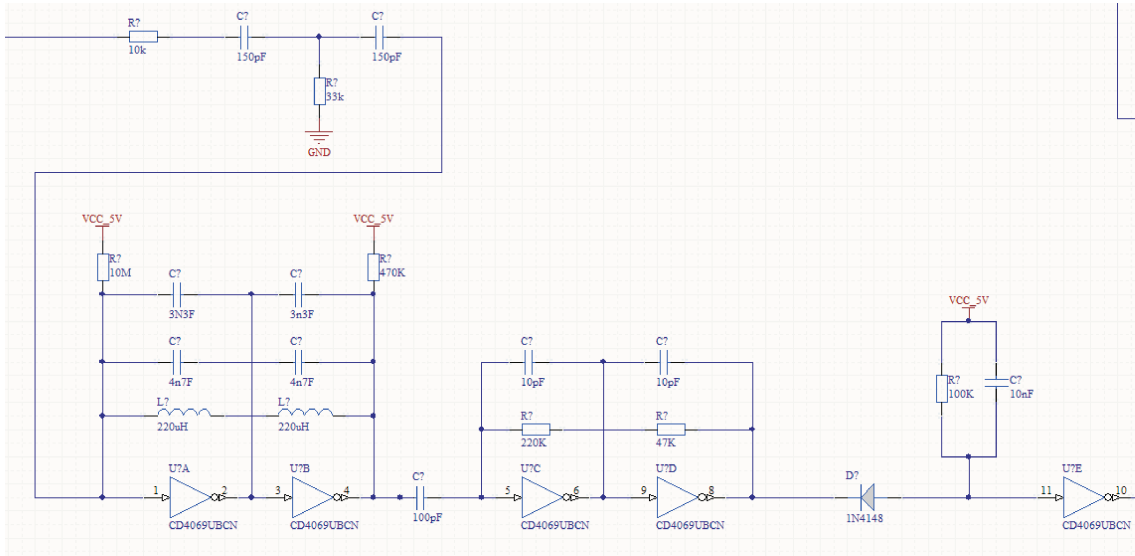 R?
10k
C?
150pF
C?
150pF
R?
33k
GND
VCC_5V
R?
10M
VCC_5V
R?
470K
C?
3N3F
C?
3n3F
C?
4n7F
C?
4n7F
L?
220uH
L?
220uH
U?A
1
2
CD4069UBCN
U?B
3
4
CD4069UBCN
C?
100pF
C?
10pF
C?
10pF
R?
220K
R?
47K
U?C
5
6
CD4069UBCN
U?D
9
8
CD4069UBCN
D?
1N4148
VCC_5V
R?
100K
C?
10nF
U?E
11
10
CD4069UBCN